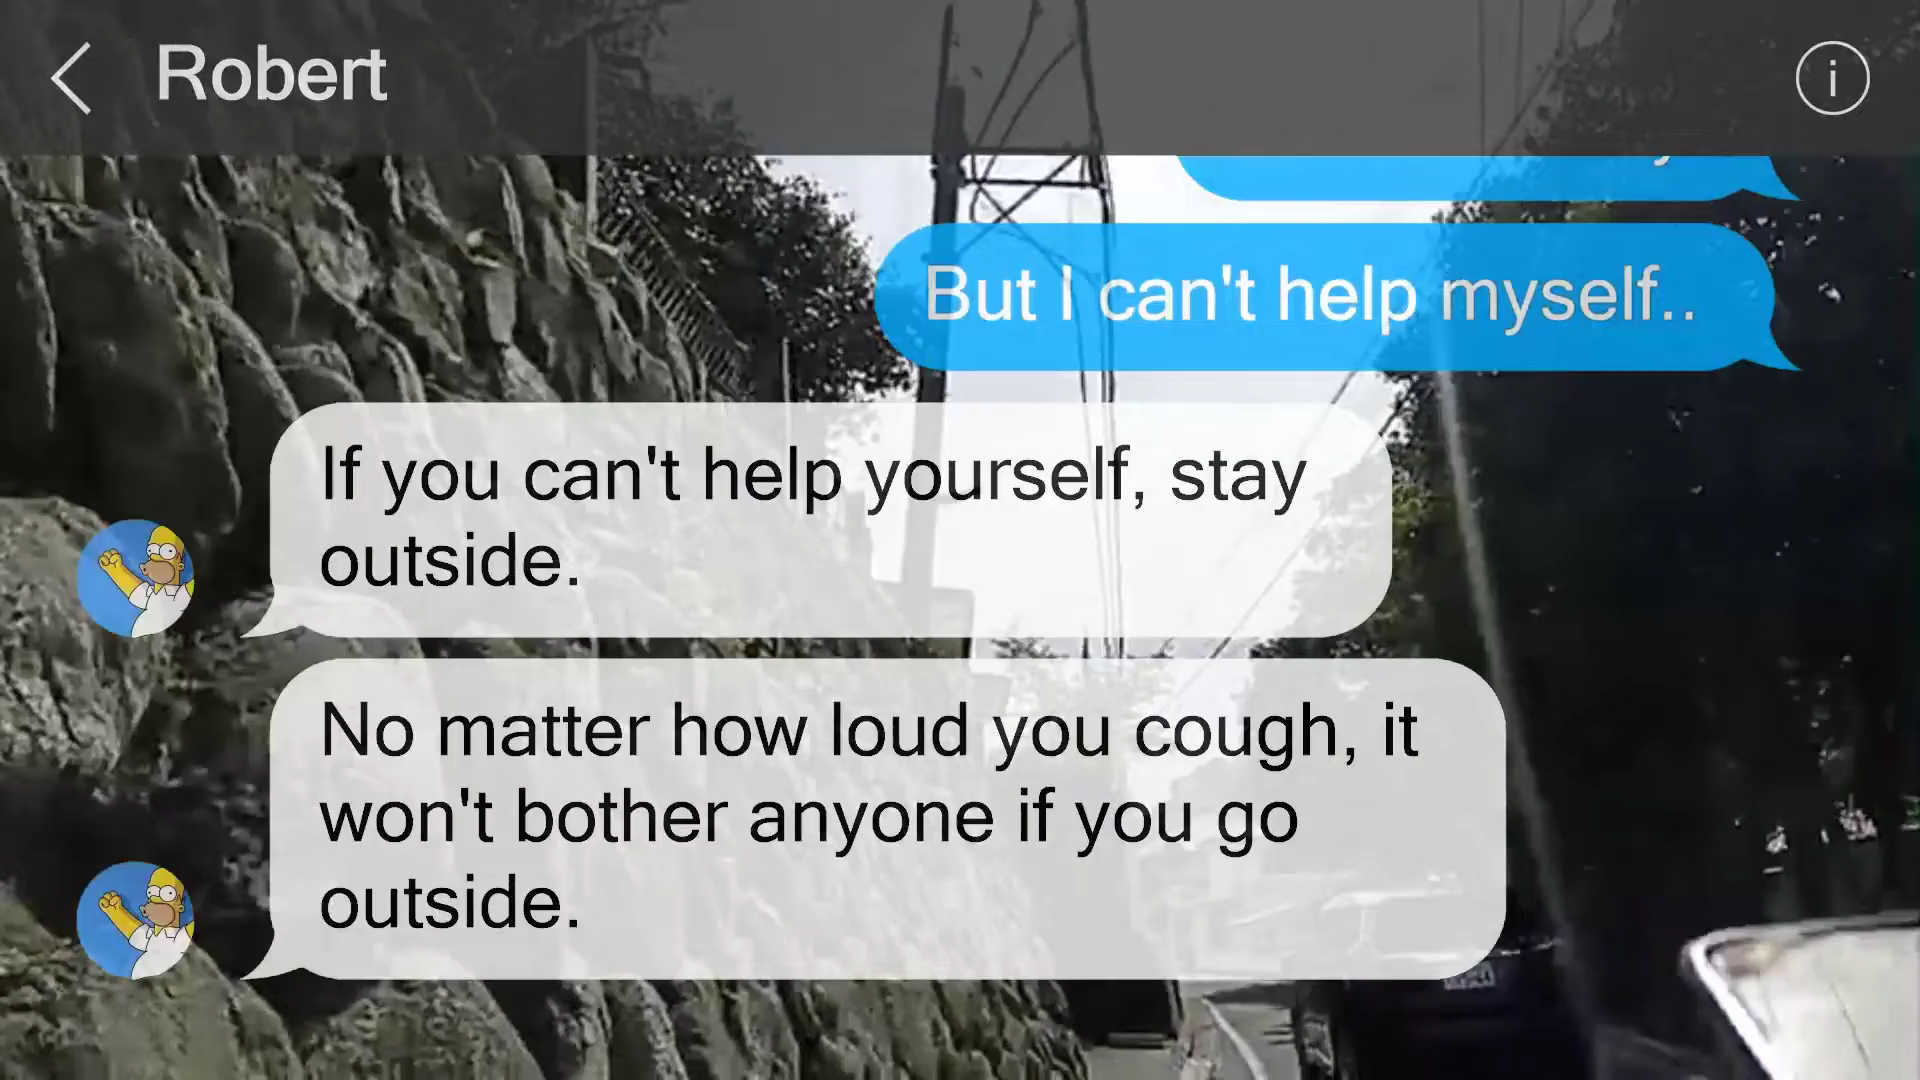 Robert
But I can't help myself..
If you can't help yourself, stay
outside.
No matter how loud you cough, it
won't bother anyone if you go
outside.